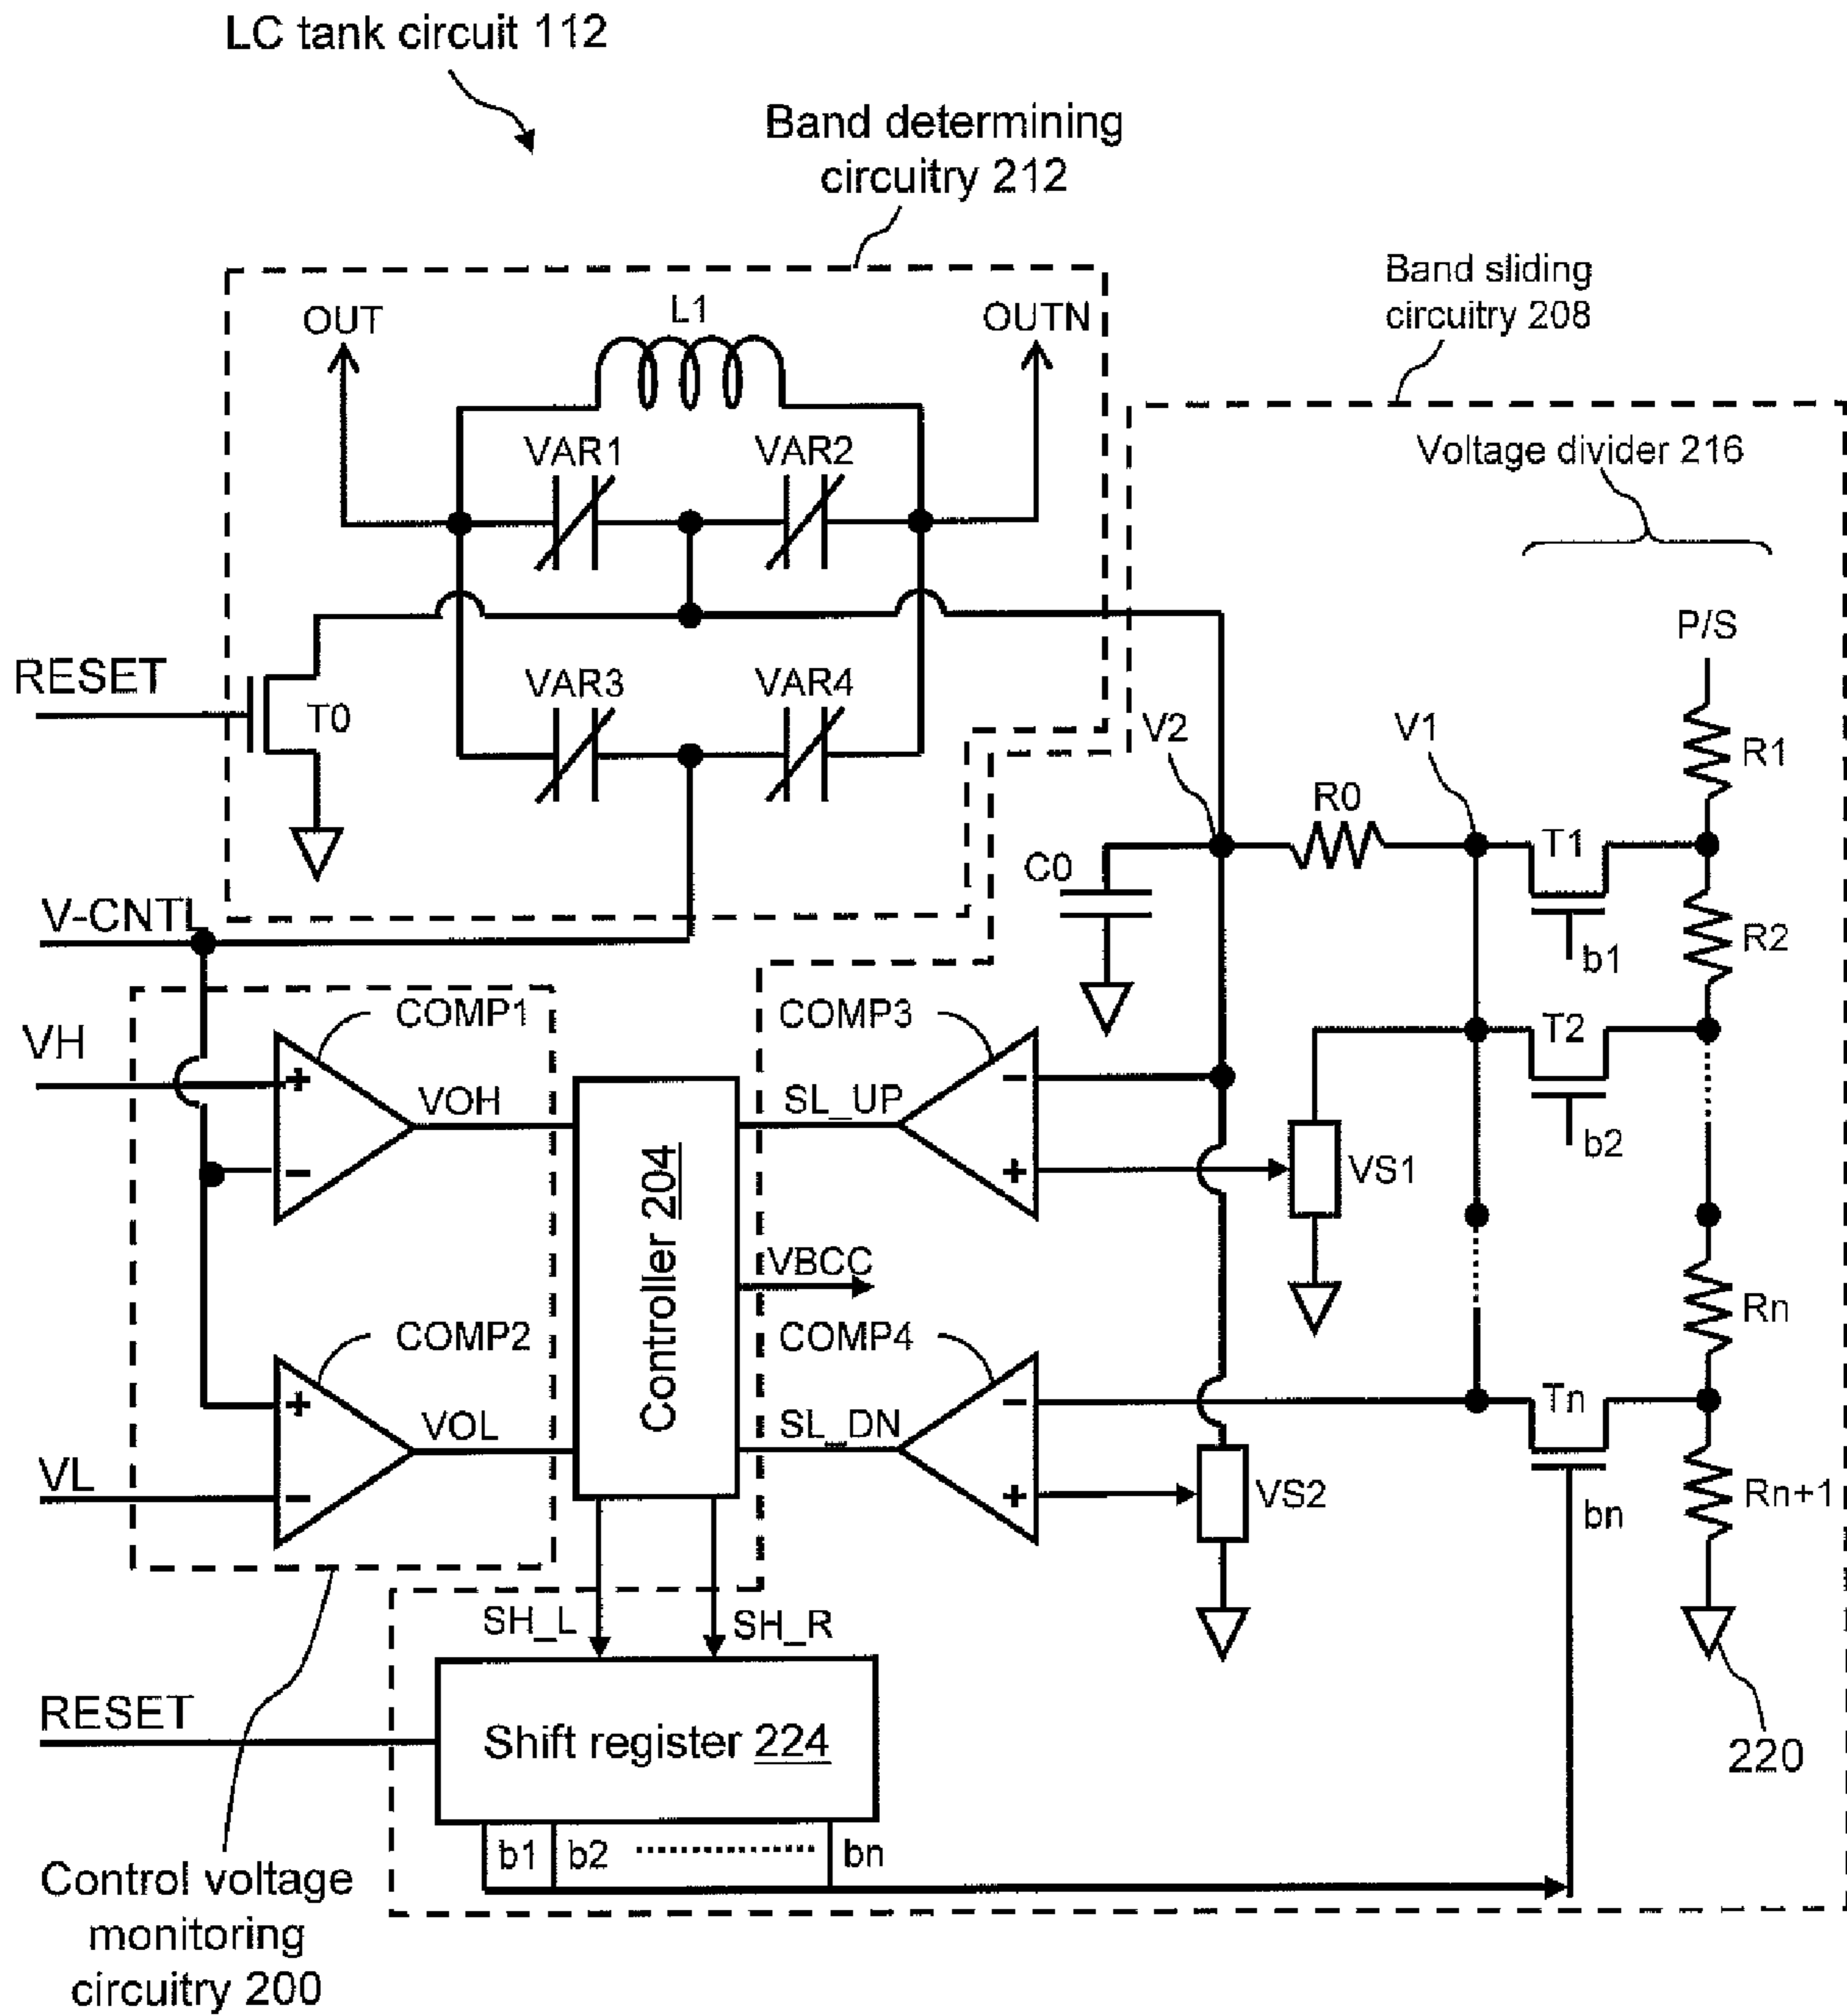 LC tank circuit 112
Band determining
circuitry 212
Band sliding
circuitry 208
OUT
L1
OUTN
VAR1
VAR2
Voltage divider 216
P/S
RESET
T0
VAR3
VAR4
V2
V1
R1
R0
T1
C0
V-CNTL
R2
b1
COMP1
COMP3
T2
VH
+
-
VOH
SL_UP
b2
-
+
VS1
Controller 204
VBCC
Rn
COMP2
COMP4
+
-
Tn
VOL
SL_DN
VL
-
+
VS2
Rn+1
bn
SH_L
SH_R
RESET
Shift register 224
220
b1
b2
bn
Control voltage
monitoring
circuitry 200